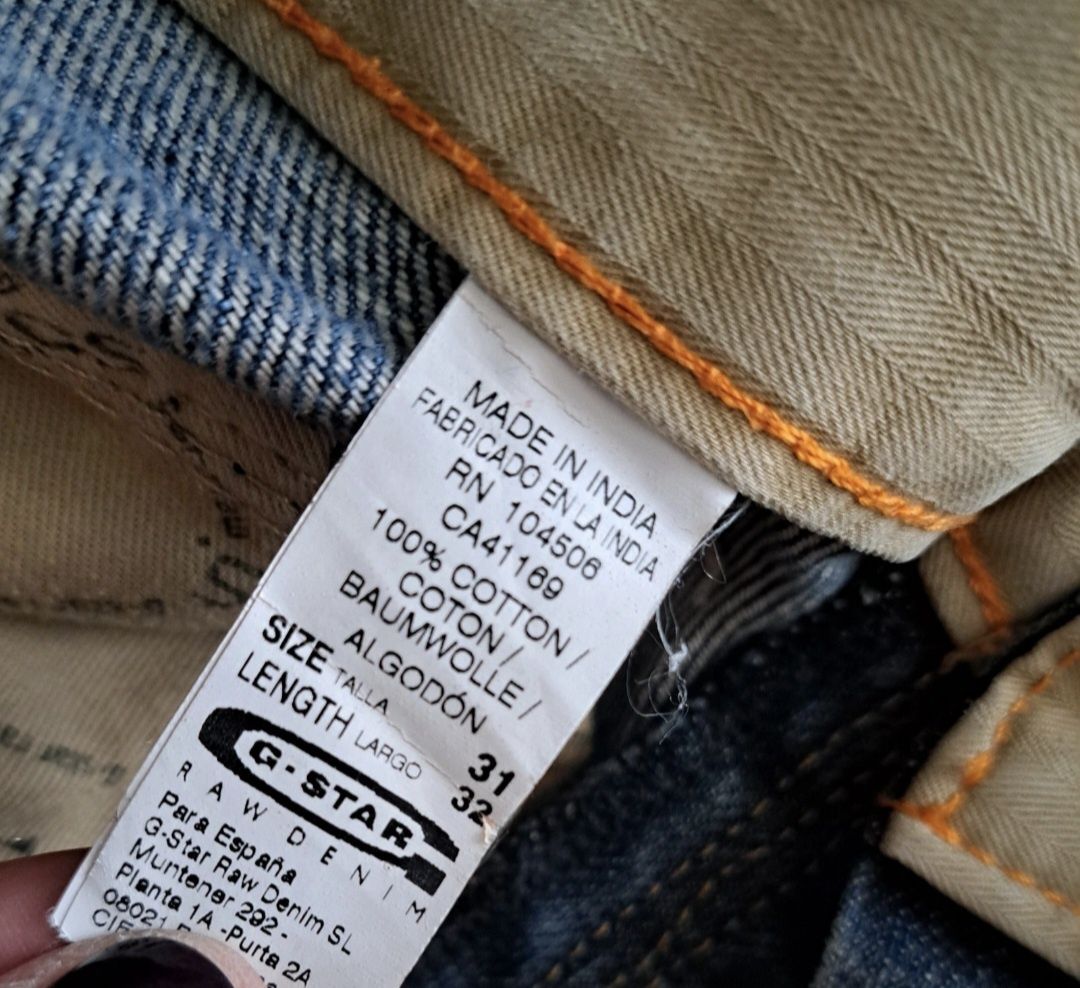 MADE IN INDIA
FABRICADO EN LA INDIA
RN 104506
CA41169
100% COTTON /
COTON /
BAUMWOLLE /
ALGODÓN
SIZE TALLA 31
LENGTH LARGO 32
G-STAR
RAW DENIM
Para España
G-Star Raw Denim SL
Muntener 292 -
Planta 1A -Purta 2A
08021